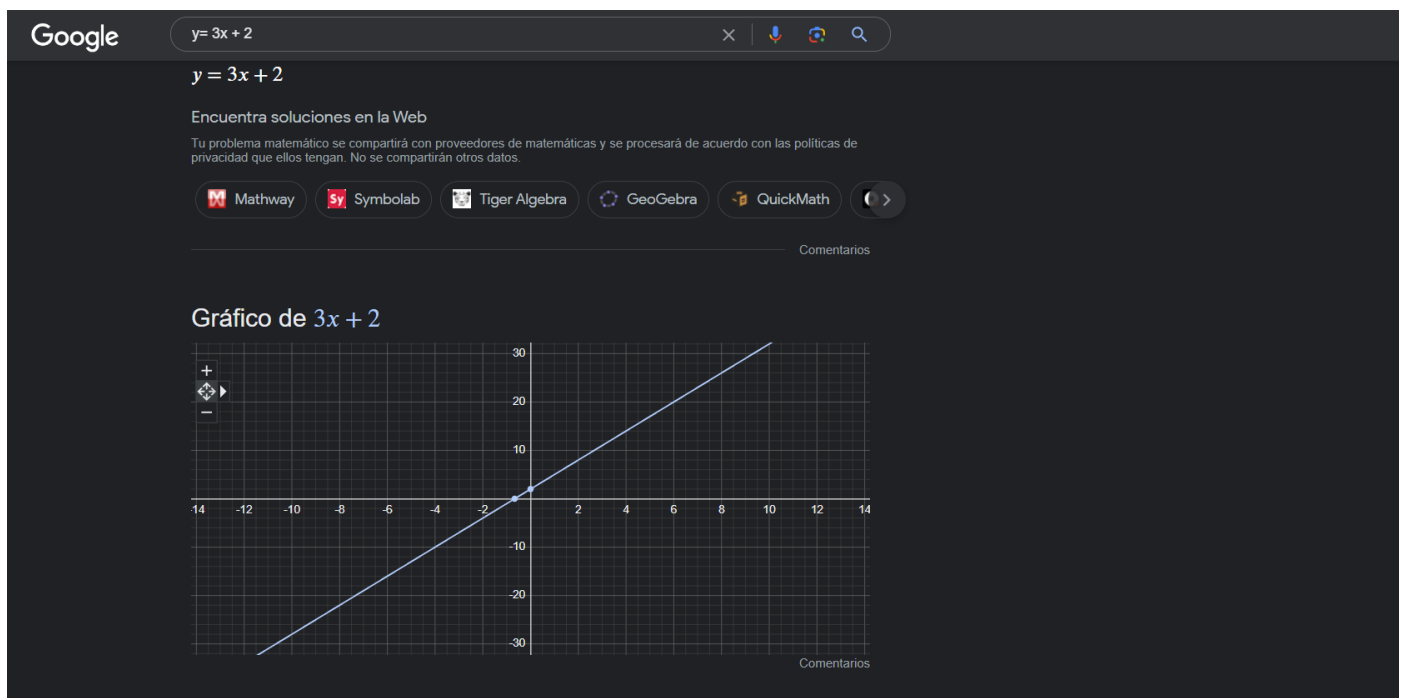 Google
y= 3x + 2
y = 3x + 2
Encuentra soluciones en la Web
Tu problema matemático se compartirá con proveedores de matemáticas y se procesará de acuerdo con las políticas de
privacidad que ellos tengan. No se compartirán otros datos.
Mathway Sy Symbolab Tiger Algebra GeoGebra QuickMath
Comentarios
Gráfico de 3x + 2
+
−
30
20
10
-14 -12 -10 -8 -6 -4 -2 2 4 6 8 10 12 14
-10
-20
-30
Comentarios